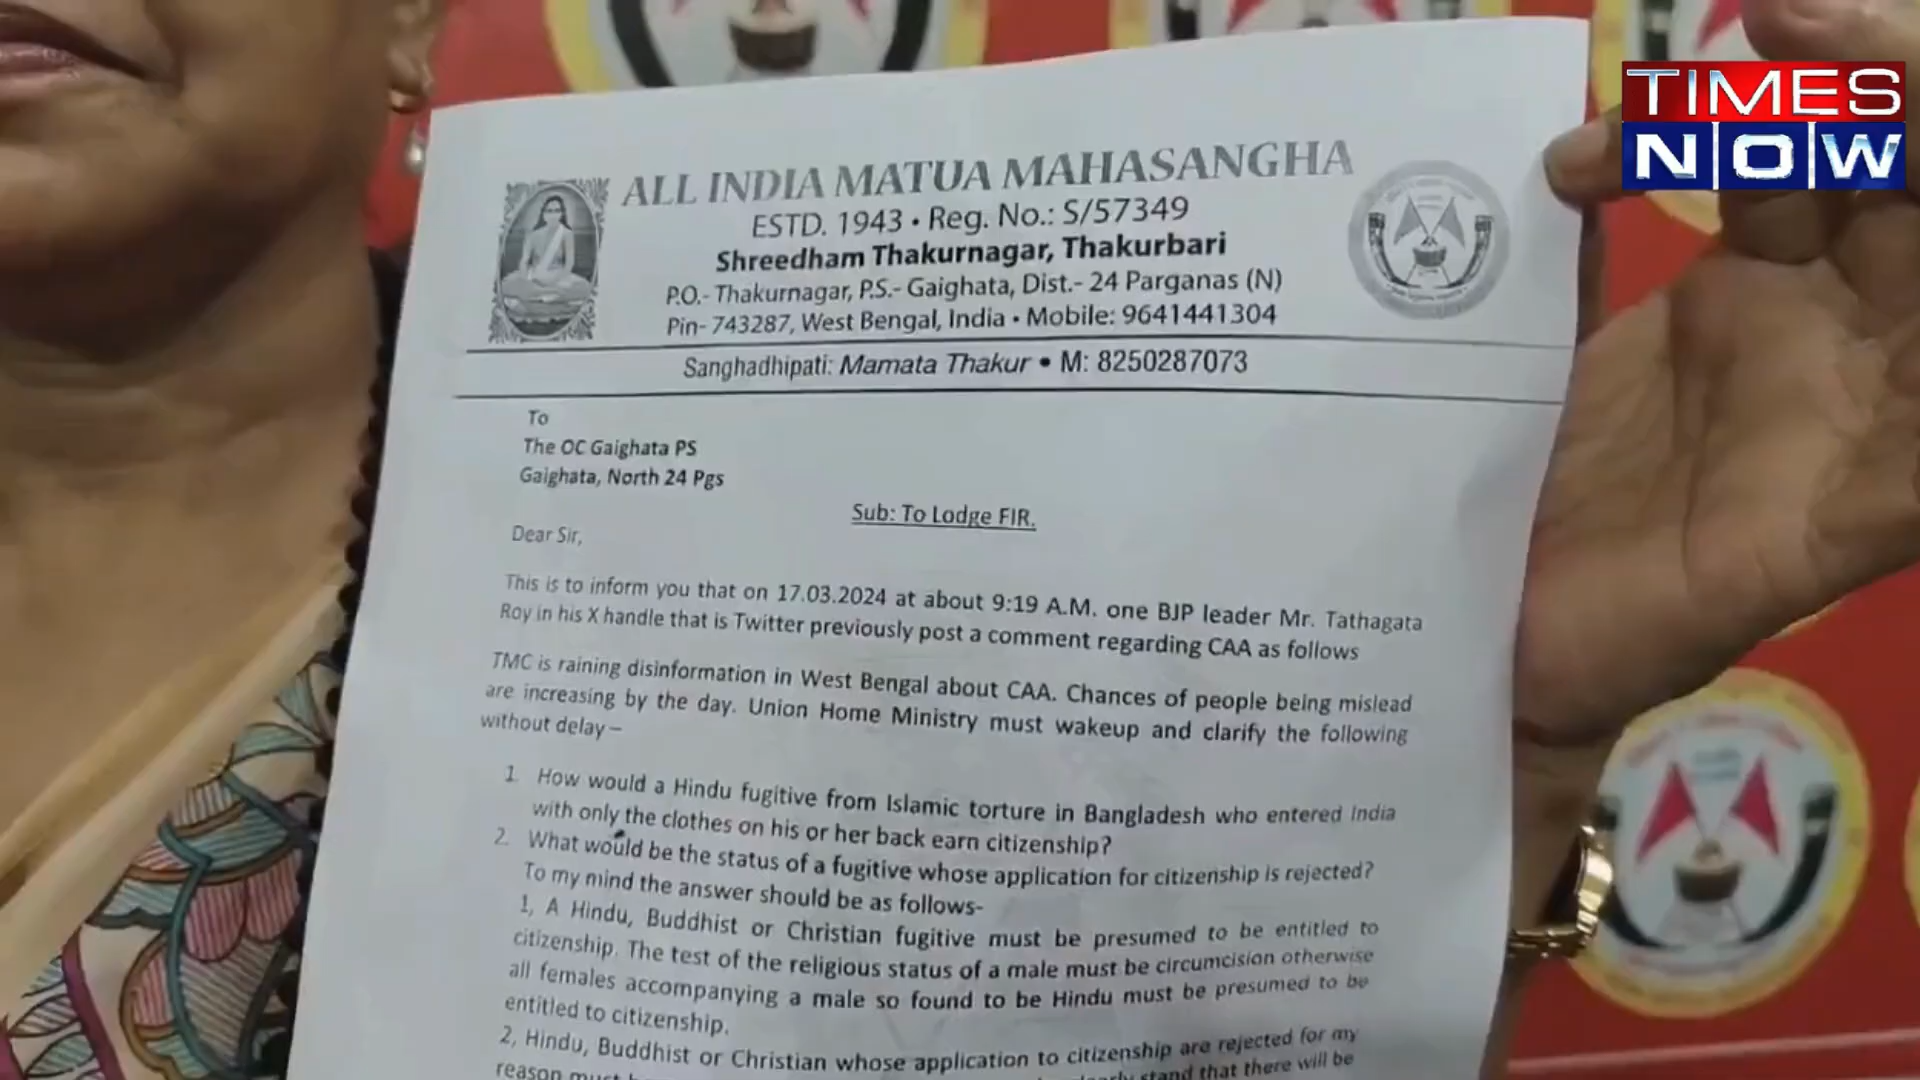 TIMES
NOW
ALL INDIA MATUA MAHASANGHA
ESTD. 1943 • Reg. No.: S/57349
Shreedham Thakurnagar, Thakurbari
P.O.- Thakurnagar, P.S.- Gaighata, Dist.- 24 Parganas (N)
Pin- 743287, West Bengal, India • Mobile: 9641441304
Sanghadhipati: Mamata Thakur • M: 8250287073
To
The OC Gaighata PS
Gaighata, North 24 Pgs
Sub: To Lodge FIR.
Dear Sir,
This is to inform you that on 17.03.2024 at about 9:19 A.M. one BJP leader Mr. Tathagata
Roy in his X handle that is Twitter previously post a comment regarding CAA as follows
TMC is raining disinformation in West Bengal about CAA. Chances of people being mislead
are increasing by the day. Union Home Ministry must wakeup and clarify the following
without delay –
1. How would a Hindu fugitive from Islamic torture in Bangladesh who entered India
with only the clothes on his or her back earn citizenship?
2. What would be the status of a fugitive whose application for citizenship is rejected?
To my mind the answer should be as follows-
1, A Hindu, Buddhist or Christian fugitive must be presumed to be entitled to
citizenship. The test of the religious status of a male must be circumcision otherwise
all females accompanying a male so found to be Hindu must be presumed to be
entitled to citizenship.
2, Hindu, Buddhist or Christian whose application to citizenship are rejected for my
reason must stand that there will be